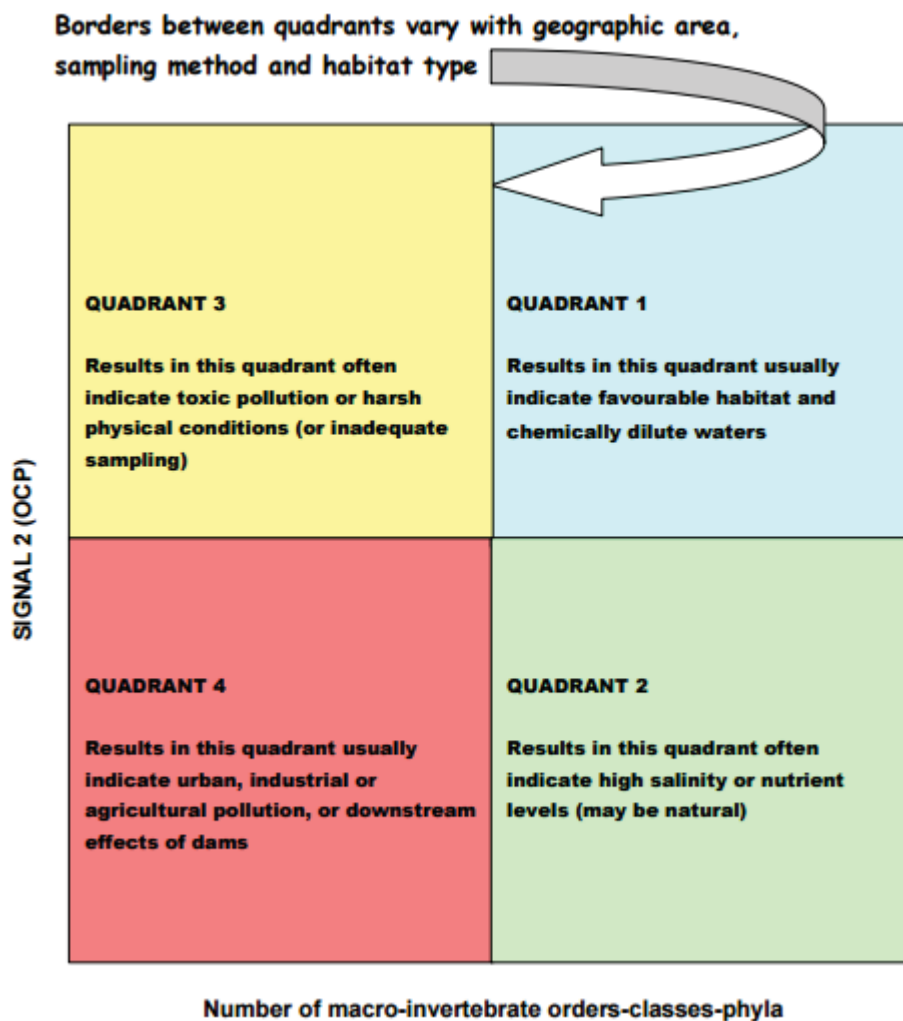 Borders between quadrants vary with geographic area,
sampling method and habitat type
QUADRANT 3
Results in this quadrant often
indicate toxic pollution or harsh
physical conditions (or inadequate
sampling)
QUADRANT 1
Results in this quadrant usually
indicate favourable habitat and
chemically dilute waters
SIGNAL 2 (OCP)
QUADRANT 4
Results in this quadrant usually
indicate urban, industrial or
agricultural pollution, or downstream
effects of dams
QUADRANT 2
Results in this quadrant often
indicate high salinity or nutrient
levels (may be natural)
Number of macro-invertebrate orders-classes-phyla